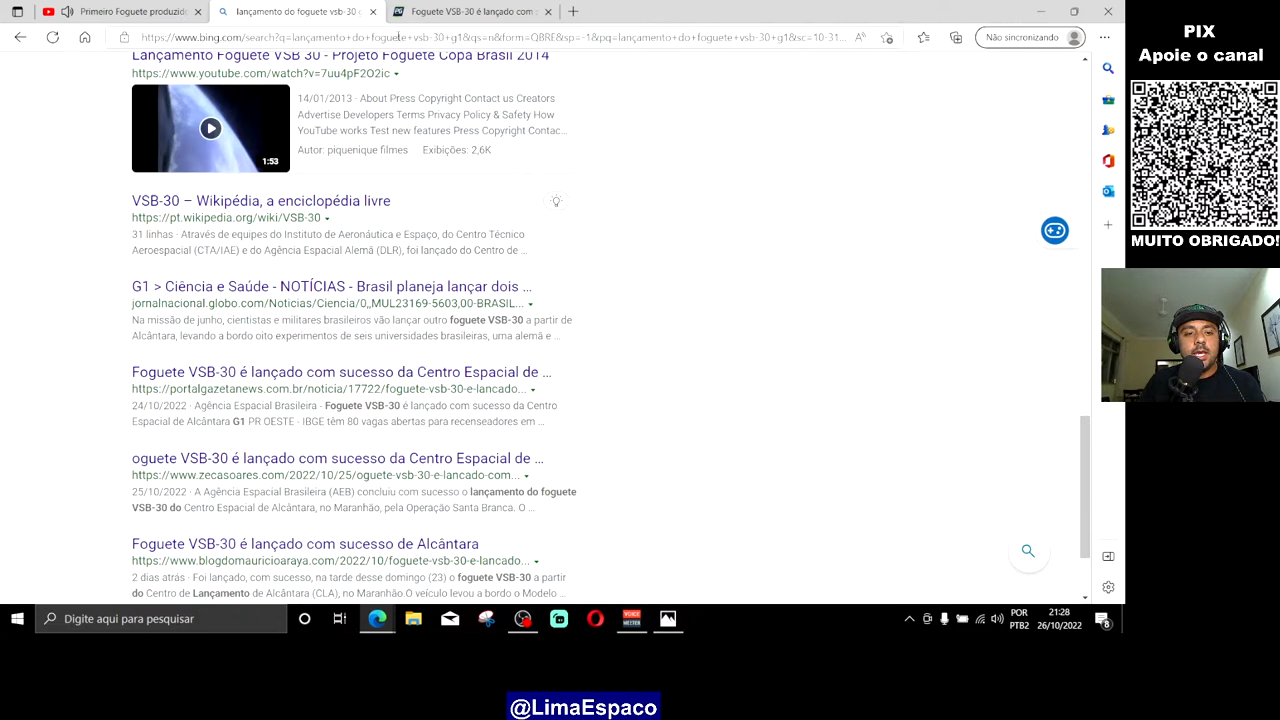 Primeiro Foguete produzido
lançamento do foguete vsb-30
Foguete VSB-30 é lançado com s
PIX
Apoie o canal
https://www.bing.com/search?q=lançamento+do+foguete+vsb-30+g1&qs=n&form=QBRE&sp=-1&pq=lançamento+do+foguete+vsb-30+g1&sc=10-31...
Não sincronizando
Lançamento Foguete VSB 30 - Projeto Foguete Copa Brasil 2014
https://www.youtube.com/watch?v=7uu4pF2O2ic
14/01/2013 · About Press Copyright Contact us Creators
Advertise Developers Terms Privacy Policy & Safety How
YouTube works Test new features Press Copyright Contac...
Autor: piquenique filmes Exibições: 2,6K
1:53
VSB-30 – Wikipédia, a enciclopédia livre
https://pt.wikipedia.org/wiki/VSB-30
31 linhas · Através de equipes do Instituto de Aeronáutica e Espaço, do Centro Técnico
Aeroespacial (CTA/IAE) e do Agência Espacial Alemã (DLR), foi lançado do Centro de ...
MUITO OBRIGADO!
G1 > Ciência e Saúde - NOTÍCIAS - Brasil planeja lançar dois ...
jornalnacional.globo.com/Noticias/Ciencia/0,,MUL23169-5603,00-BRASIL...
Na missão de junho, cientistas e militares brasileiros vão lançar outro foguete VSB-30 a partir de
Alcântara, levando a bordo oito experimentos de seis universidades brasileiras, uma alemã e ...
Foguete VSB-30 é lançado com sucesso da Centro Espacial de ...
https://portalgazetanews.com.br/noticia/17722/foguete-vsb-30-e-lancado...
24/10/2022 · Agência Espacial Brasileira · Foguete VSB-30 é lançado com sucesso da Centro
Espacial de Alcântara G1 PR OESTE · IBGE têm 80 vagas abertas para recenseadores em ...
oguete VSB-30 é lançado com sucesso da Centro Espacial de ...
https://www.zecasoares.com/2022/10/25/oguete-vsb-30-e-lancado-com...
25/10/2022 · A Agência Espacial Brasileira (AEB) concluiu com sucesso o lançamento do foguete
VSB-30 do Centro Espacial de Alcântara, no Maranhão, pela Operação Santa Branca. O ...
Foguete VSB-30 é lançado com sucesso de Alcântara
https://www.blogdomauricioaraya.com/2022/10/foguete-vsb-30-e-lancado...
2 dias atrás · Foi lançado, com sucesso, na tarde desse domingo (23) o foguete VSB-30 a partir
do Centro de Lançamento de Alcântara (CLA), no Maranhão O veículo levou a bordo o Modelo ...
Digite aqui para pesquisar
VOICE
MEETER
POR
PTB2
21:28
26/10/2022
8
@LimaEspaco